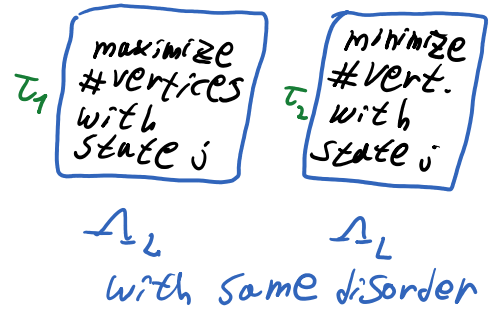 τ₁
maximize
#vertices
with
state j
τ₂
minimize
#vert.
with
state j
Λ_L
Λ_L
with same disorder